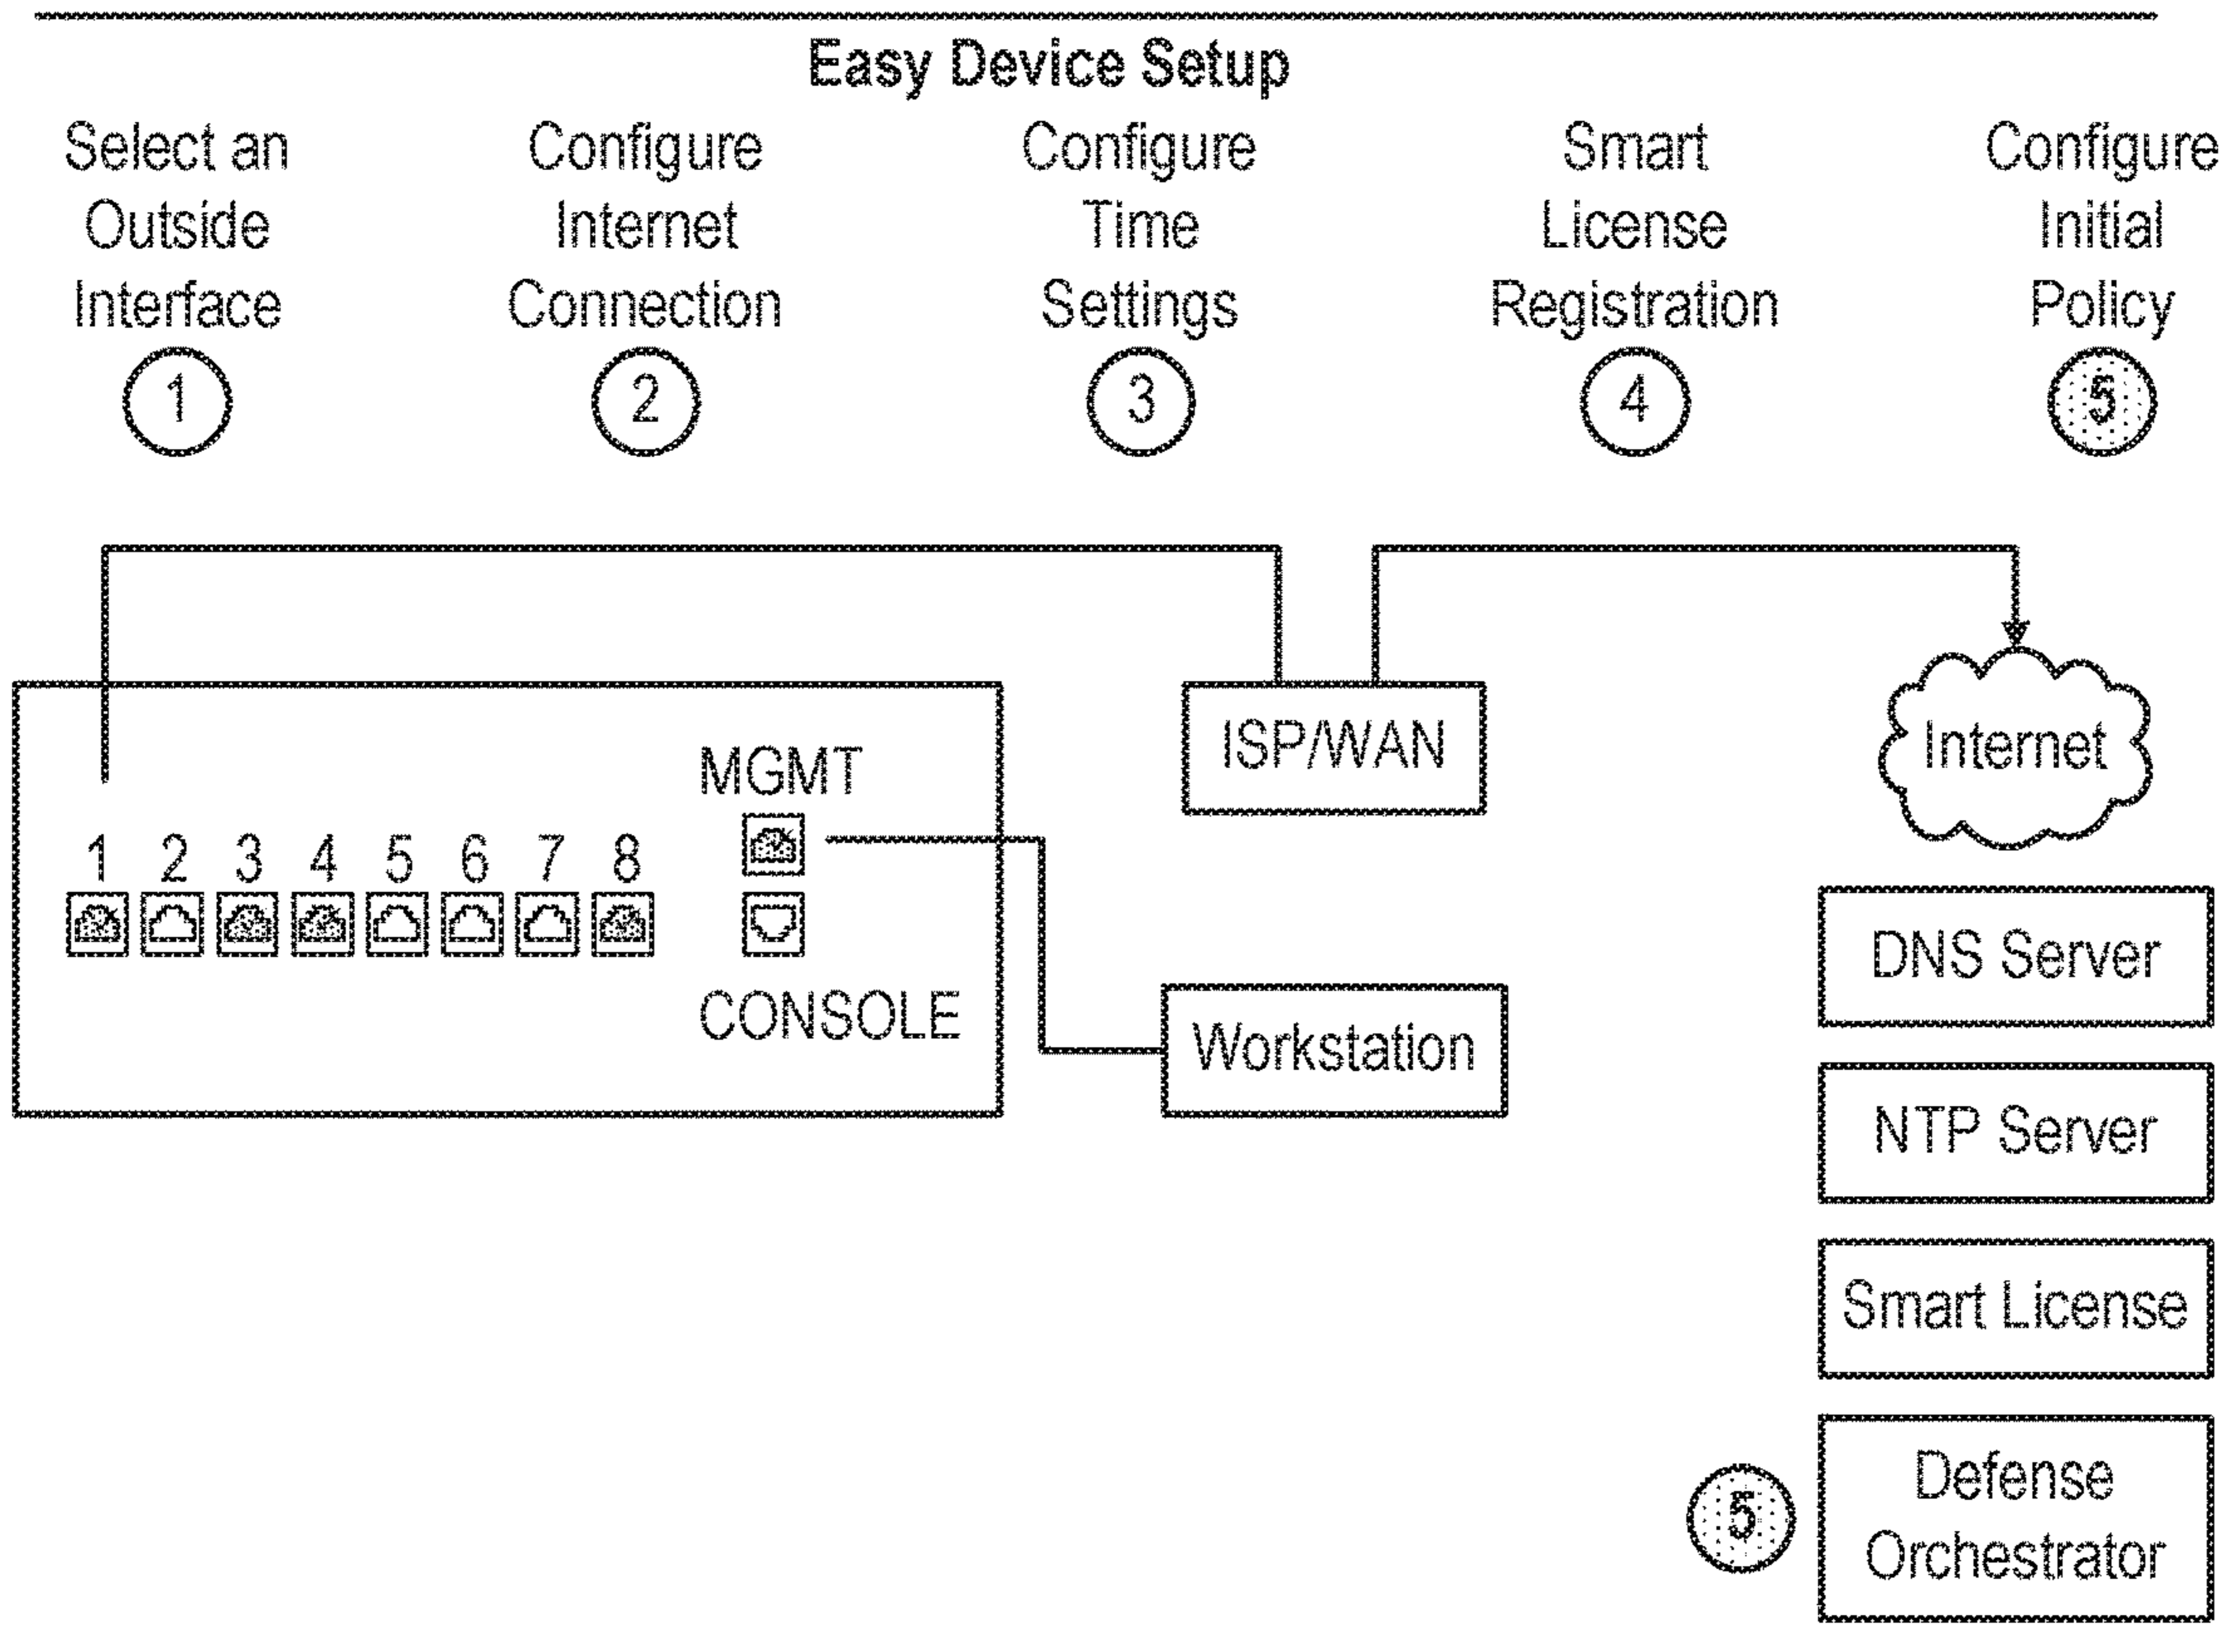 Easy Device Setup
Select an
Outside
Interface
1
Configure
Internet
Connection
2
Configure
Time
Settings
3
Smart
License
Registration
4
Configure
Initial
Policy
5
ISP/WAN
Internet
MGMT
1 2 3 4 5 6 7 8
CONSOLE
Workstation
DNS Server
NTP Server
Smart License
5
Defense
Orchestrator